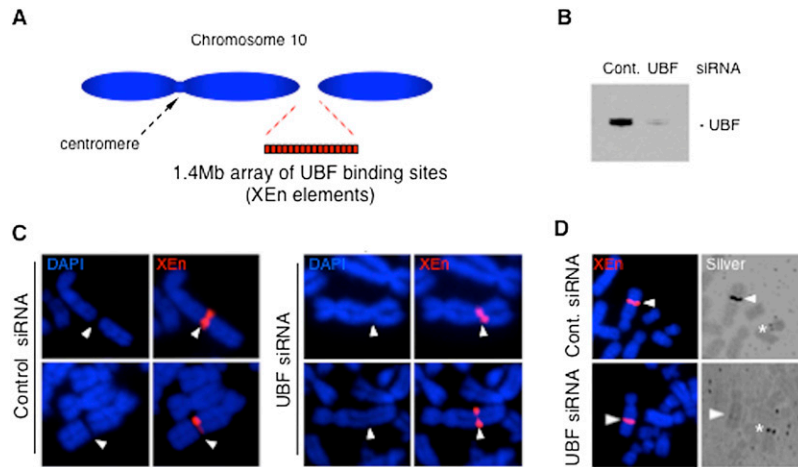 A
Chromosome 10
centromere
1.4Mb array of UBF binding sites
(XEn elements)
B
Cont. UBF siRNA
- UBF
C
Control siRNA
DAPI
XEn
UBF siRNA
DAPI
XEn
D
Cont. siRNA
XEn
Silver
*
UBF siRNA
*